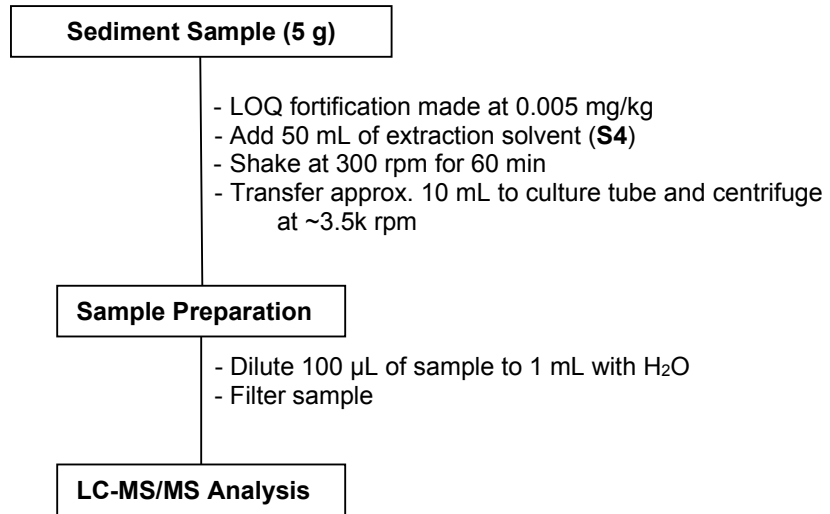 Sediment Sample (5 g)
- LOQ fortification made at 0.005 mg/kg
- Add 50 mL of extraction solvent (S4)
- Shake at 300 rpm for 60 min
- Transfer approx. 10 mL to culture tube and centrifuge
at ~3.5k rpm
Sample Preparation
- Dilute 100 µL of sample to 1 mL with H₂O
- Filter sample
LC-MS/MS Analysis